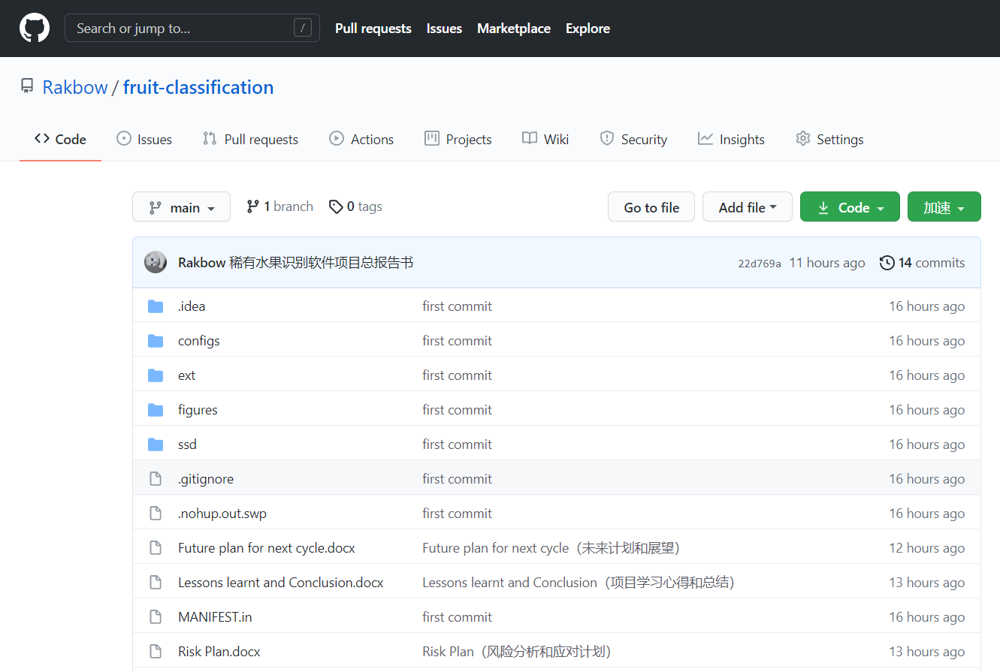 Search or jump to... / Pull requests Issues Marketplace Explore
Rakbow / fruit-classification
Code Issues Pull requests Actions Projects Wiki Security Insights Settings
main 1 branch 0 tags Go to file Add file Code 加速
Rakbow 稀有水果识别软件项目总报告书 22d769a 11 hours ago 14 commits
.idea first commit 16 hours ago
configs first commit 16 hours ago
ext first commit 16 hours ago
figures first commit 16 hours ago
ssd first commit 16 hours ago
.gitignore first commit 16 hours ago
.nohup.out.swp first commit 16 hours ago
Future plan for next cycle.docx Future plan for next cycle（未来计划和展望） 12 hours ago
Lessons learnt and Conclusion.docx Lessons learnt and Conclusion（项目学习心得和总结） 13 hours ago
MANIFEST.in first commit 16 hours ago
Risk Plan.docx Risk Plan（风险分析和应对计划） 13 hours ago